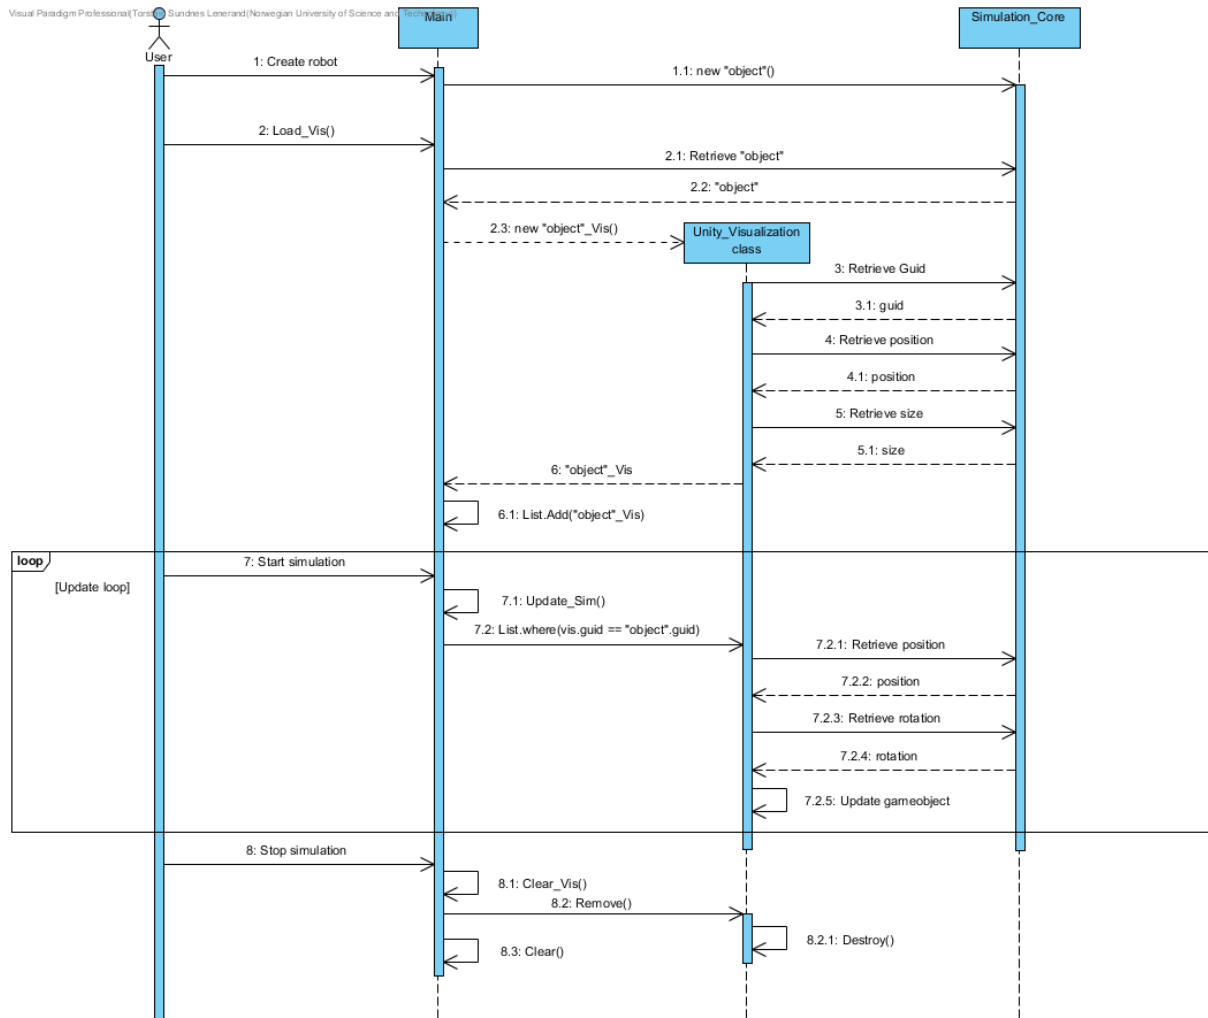 Visual Paradigm Professional(Torsten Sundnes Lenerand(Norwegian University of Science and Technology))
Main
Simulation_Core
User
1: Create robot
1.1: new "object"()
2: Load_Vis()
2.1: Retrieve "object"
2.2: "object"
2.3: new "object"_Vis()
Unity_Visualization
class
3: Retrieve Guid
3.1: guid
4: Retrieve position
4.1: position
5: Retrieve size
5.1: size
6: "object"_Vis
6.1: List.Add("object"_Vis)
loop
7: Start simulation
[Update loop]
7.1: Update_Sim()
7.2: List.where(vis.guid == "object".guid)
7.2.1: Retrieve position
7.2.2: position
7.2.3: Retrieve rotation
7.2.4: rotation
7.2.5: Update gameobject
8: Stop simulation
8.1: Clear_Vis()
8.2: Remove()
8.2.1: Destroy()
8.3: Clear()